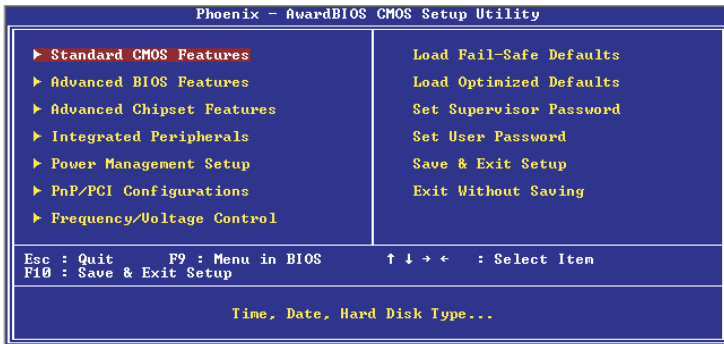 Phoenix - AwardBIOS CMOS Setup Utility
▶ Standard CMOS Features
▶ Advanced BIOS Features
▶ Advanced Chipset Features
▶ Integrated Peripherals
▶ Power Management Setup
▶ PnP/PCI Configurations
▶ Frequency/Voltage Control
Load Fail-Safe Defaults
Load Optimized Defaults
Set Supervisor Password
Set User Password
Save & Exit Setup
Exit Without Saving
Esc : Quit F9 : Menu in BIOS ↑ ↓ → ← : Select Item
F10 : Save & Exit Setup
Time, Date, Hard Disk Type...